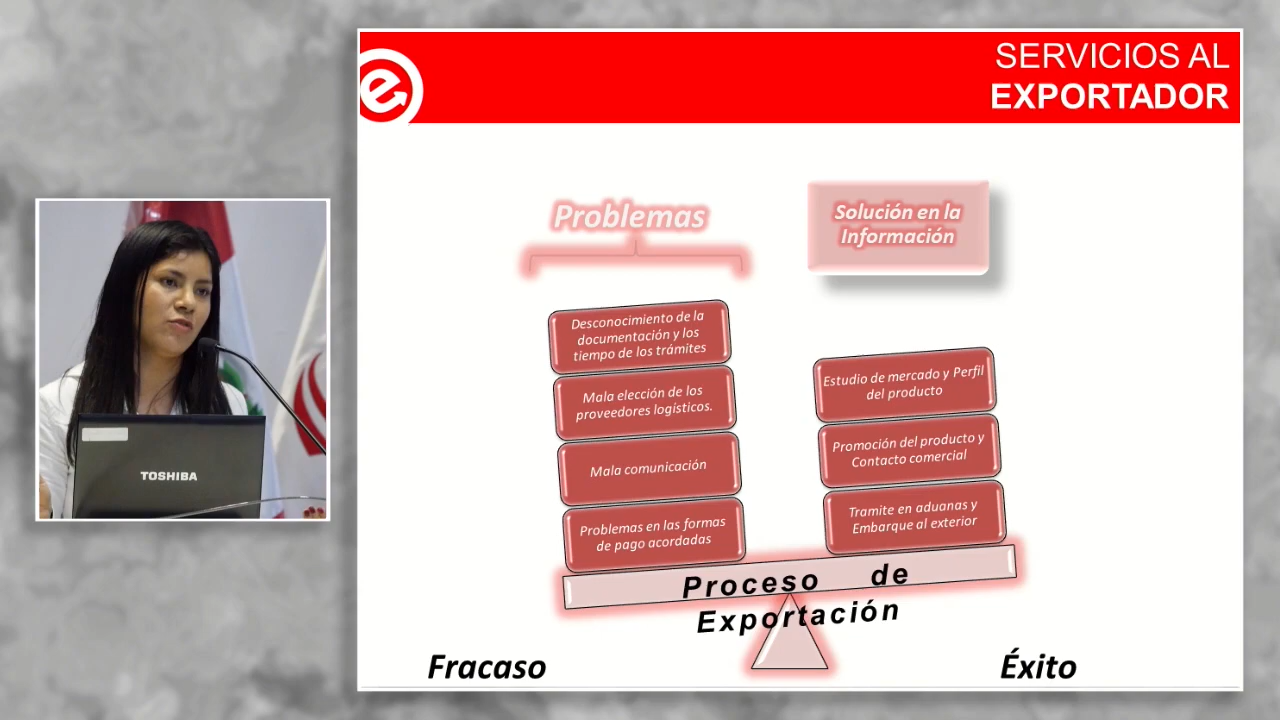 SERVICIOS AL
EXPORTADOR
Problemas
Solución en la
Información
Desconocimiento de la
documentación y los
tiempo de los trámites
Mala elección de los
proveedores logísticos.
Mala comunicación
Problemas en las formas
de pago acordadas
Estudio de mercado y Perfil
del producto
Promoción del producto y
Contacto comercial
Tramite en aduanas y
Embarque al exterior
Proceso de
Exportación
Fracaso
Éxito
TOSHIBA